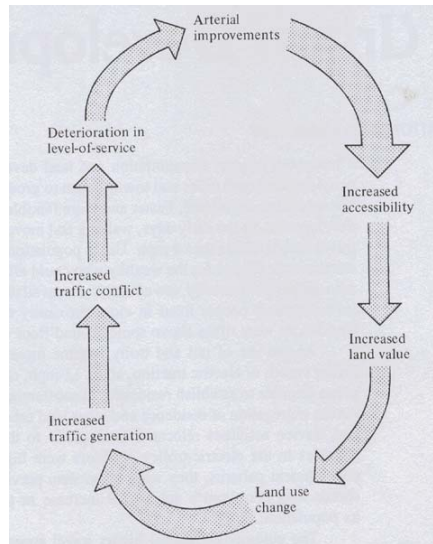 Arterial
improvements
Increased
accessibility
Increased
land value
Land use
change
Increased
traffic generation
Increased
traffic conflict
Deterioration in
level-of-service